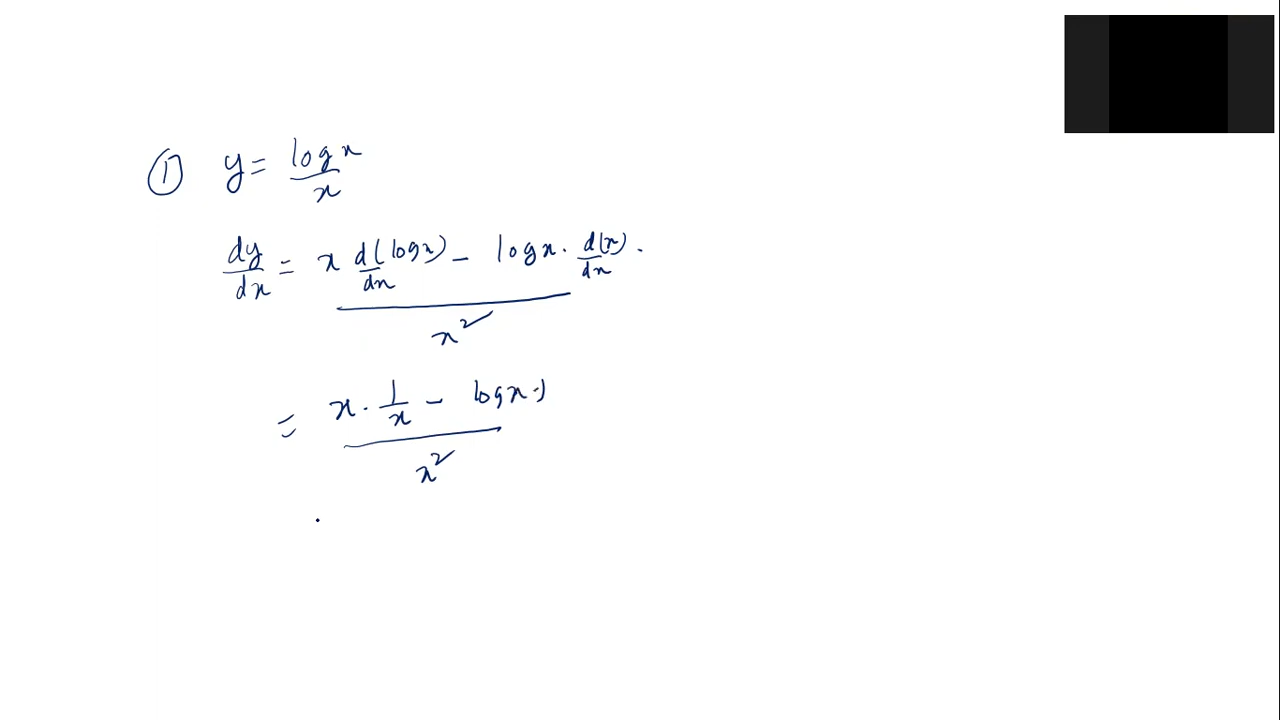 ① y = log x / x
dy/dx = (x d(log x)/dx - log x . d(x)/dx .) / x²
= (x . 1/x - log x . 1) / x²